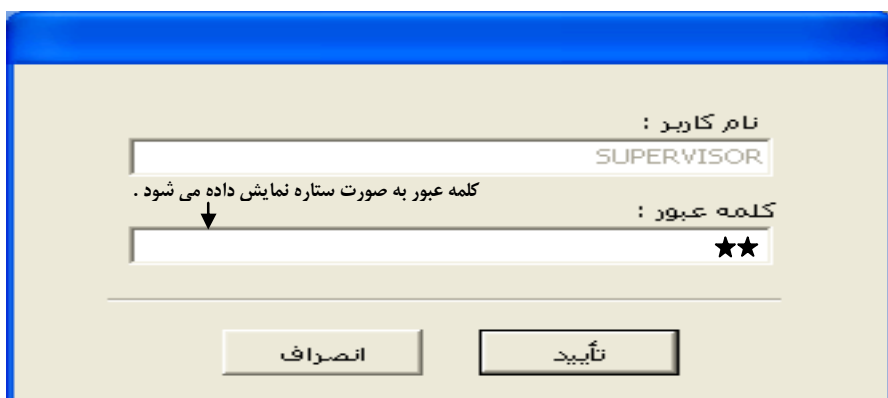 نام کاربر :
SUPERVISOR
کلمه عبور به صورت ستاره نمایش داده می شود .
کلمه عبور :
★★
تأیید
انصراف